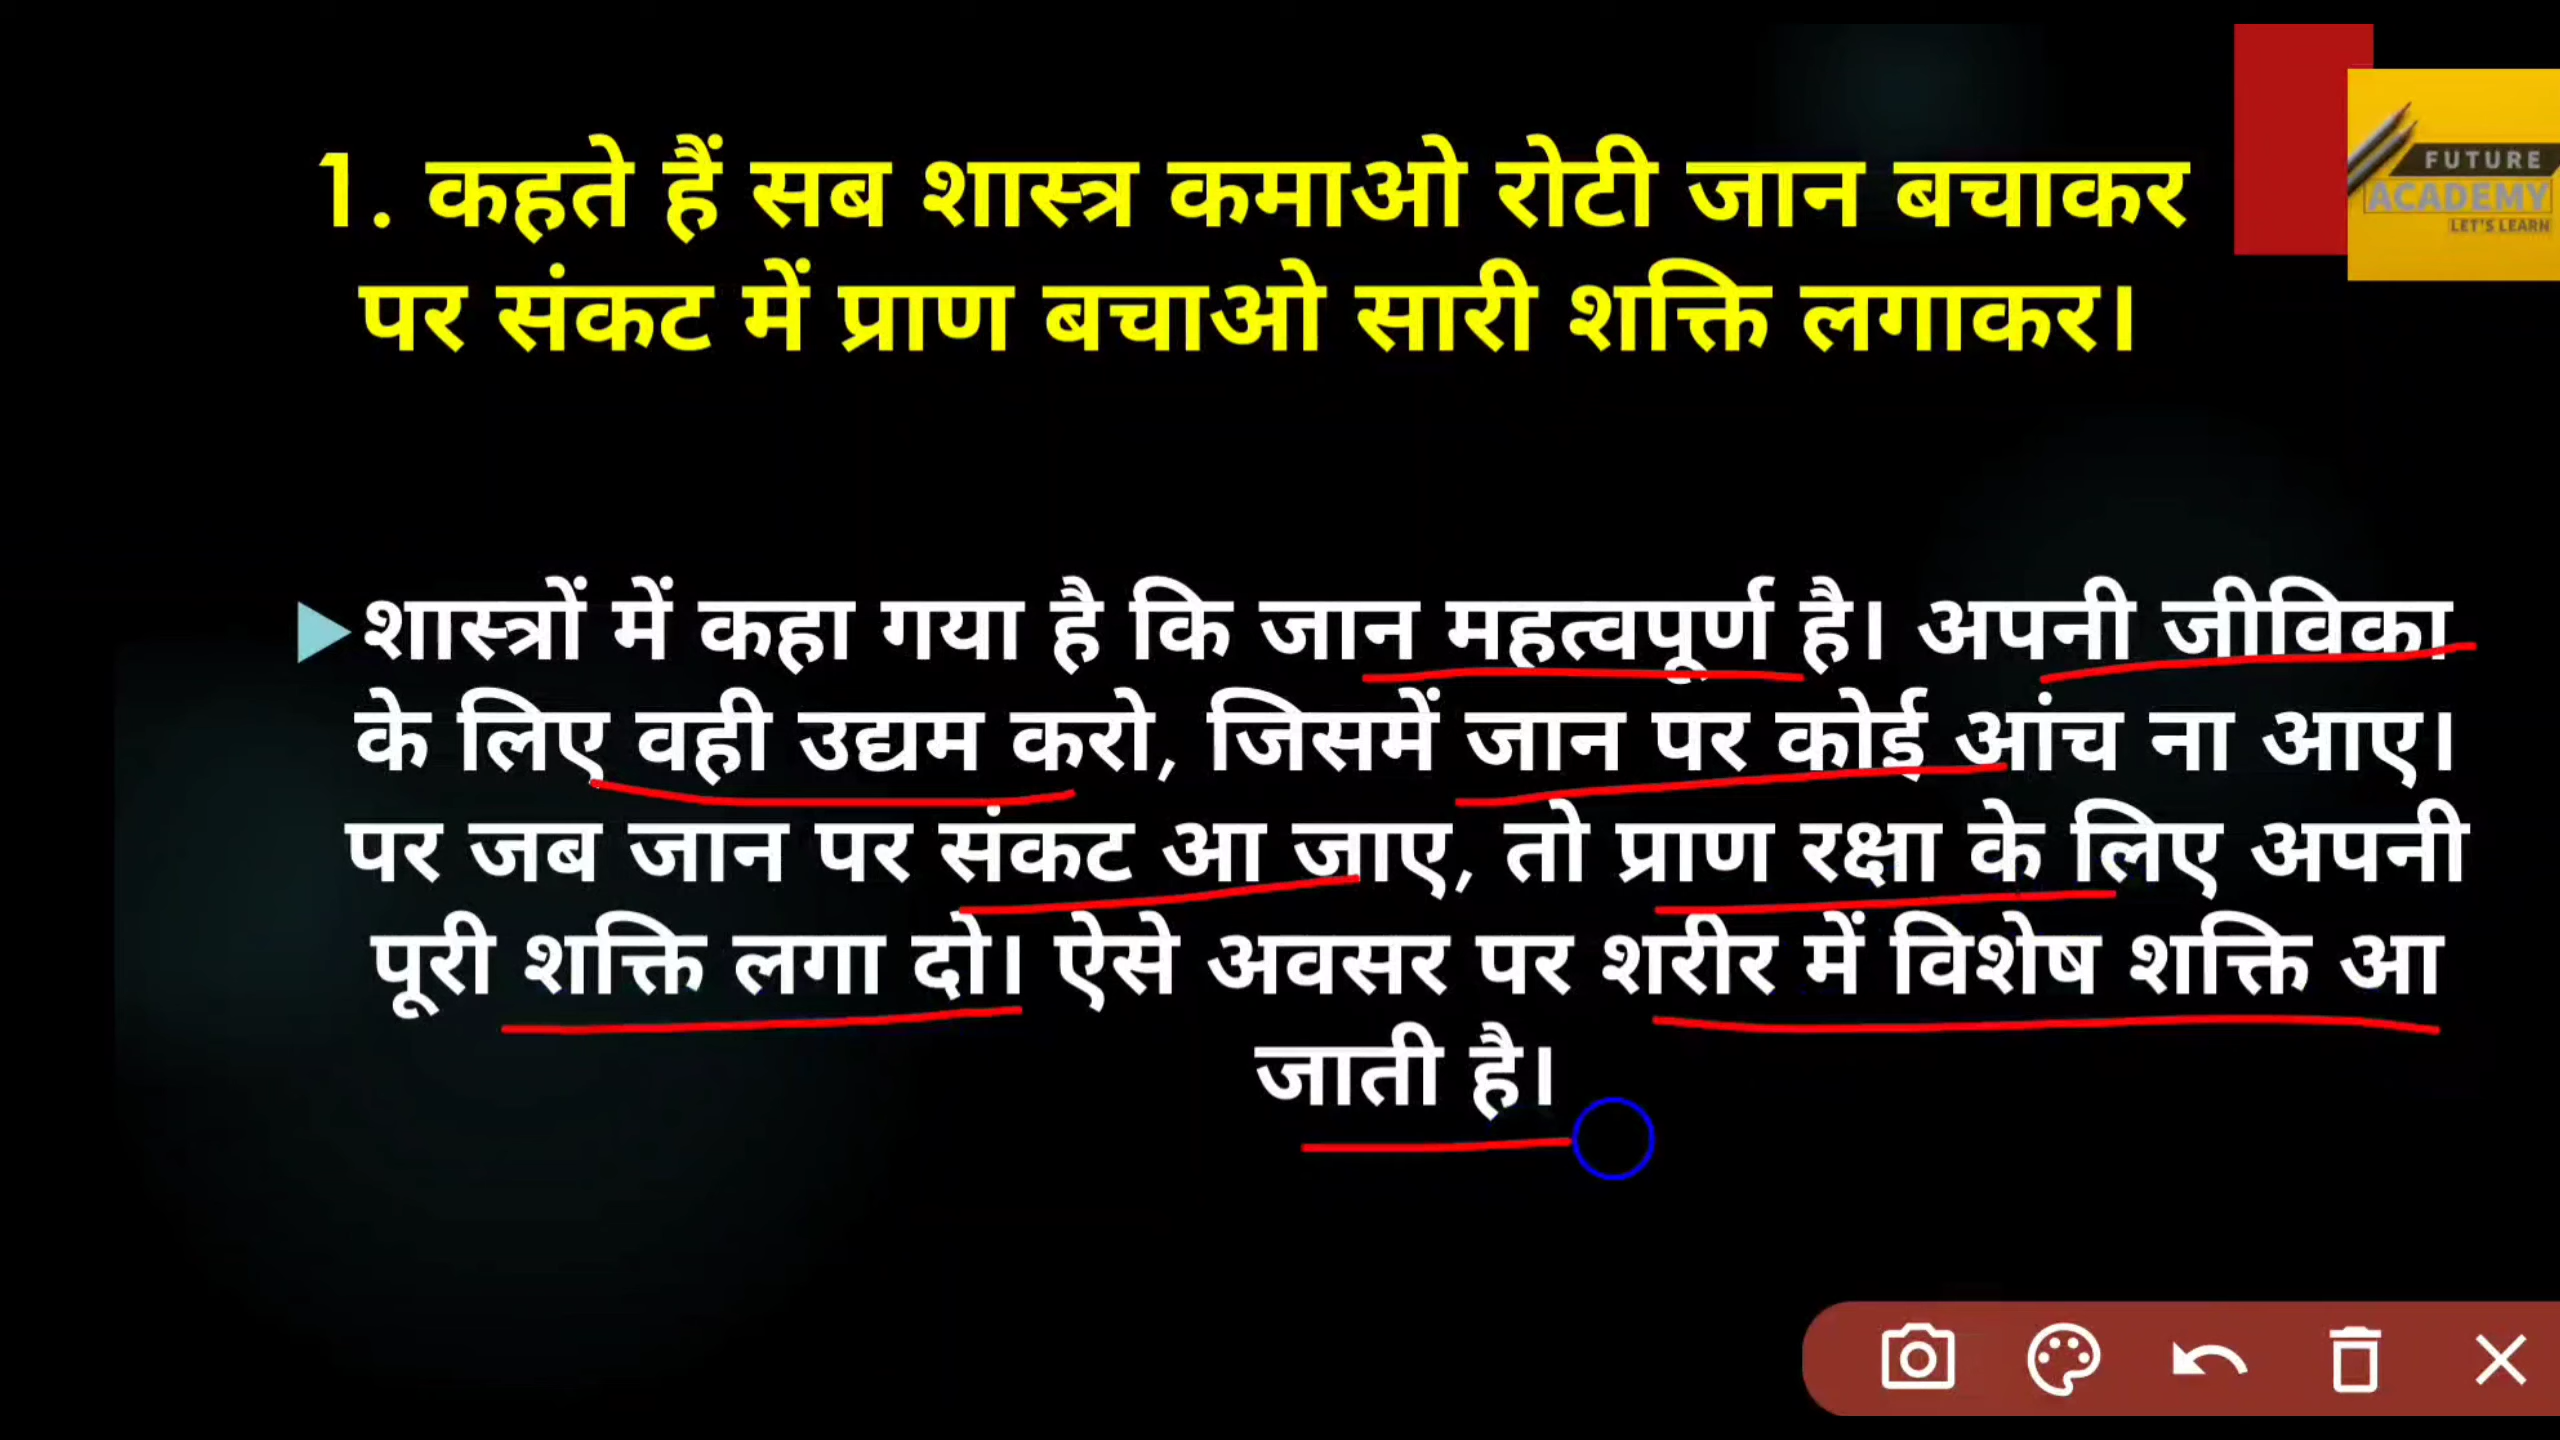 1. कहते हैं सब शास्त्र कमाओ रोटी जान बचाकर
पर संकट में प्राण बचाओ सारी शक्ति लगाकर।
FUTURE
ACADEMY
LET'S LEARN
शास्त्रों में कहा गया है कि जान महत्वपूर्ण है। अपनी जीविका
के लिए वही उद्यम करो, जिसमें जान पर कोई आंच ना आए।
पर जब जान पर संकट आ जाए, तो प्राण रक्षा के लिए अपनी
पूरी शक्ति लगा दो। ऐसे अवसर पर शरीर में विशेष शक्ति आ
जाती है।